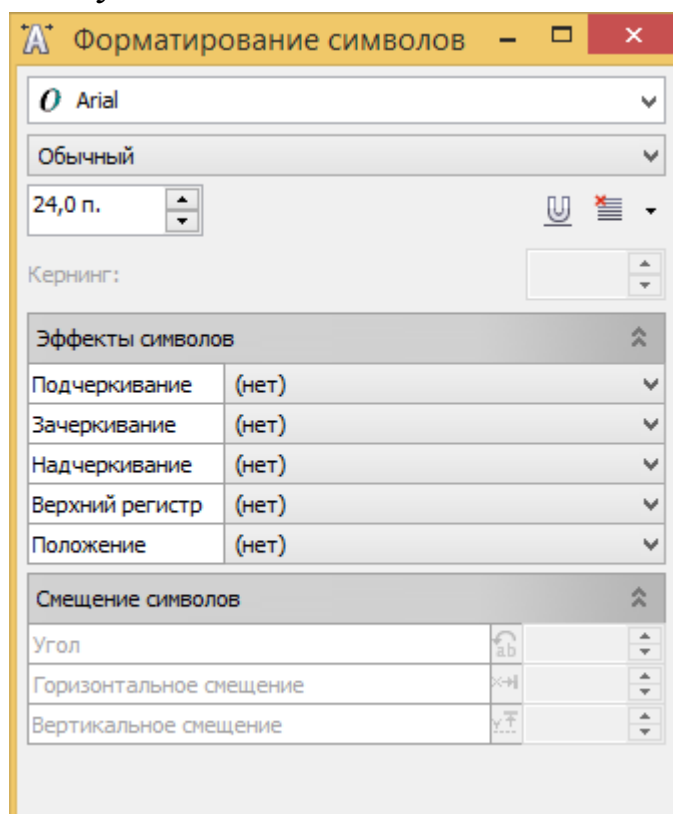 Форматирование символов
O Arial
Обычный
24,0 п.
Кернинг:
Эффекты символов
Подчеркивание (нет)
Зачеркивание (нет)
Надчеркивание (нет)
Верхний регистр (нет)
Положение (нет)
Смещение символов
Угол ab
Горизонтальное смещение
Вертикальное смещение